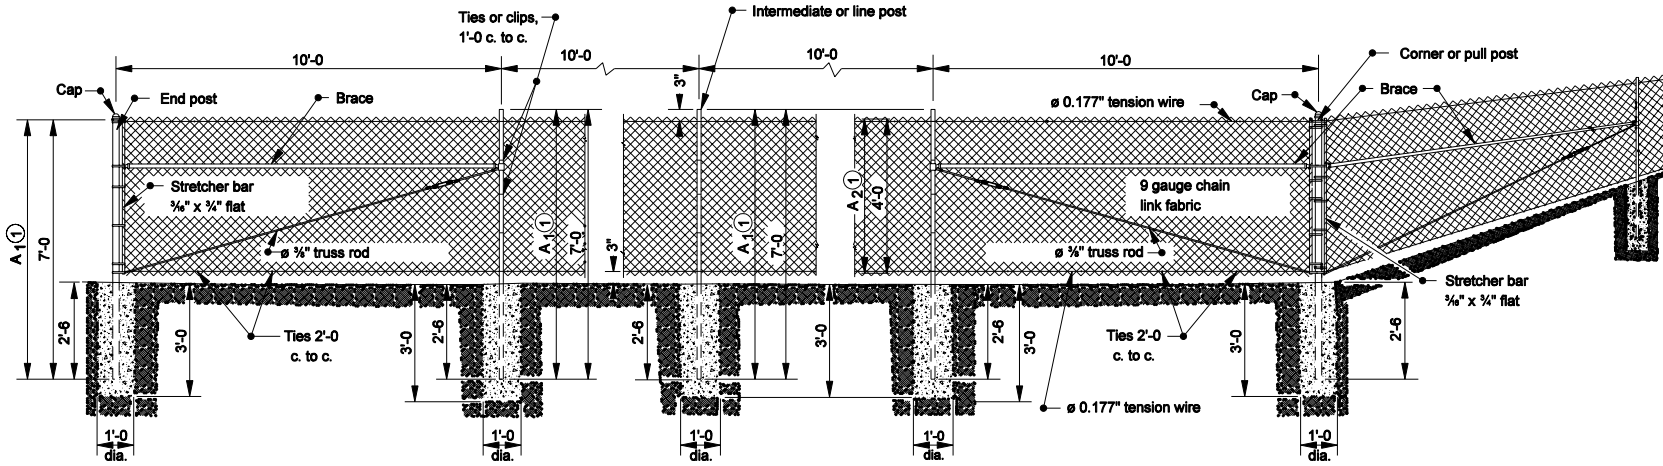 Ties or clips,
1'-0 c. to c.
Intermediate or line post
Corner or pull post
10'-0
10'-0
10'-0
10'-0
Cap
End post
Brace
3"
ø 0.177" tension wire
Cap
Brace
Stretcher bar
3⁄16" x ¾" flat
9 gauge chain
link fabric
A1 1
7'-0
A1 1
7'-0
A1 1
7'-0
A2 1
4'-0
ø ⅜" truss rod
3"
ø ⅜" truss rod
Stretcher bar
3⁄16" x ¾" flat
2'-6
3'-0
Ties 2'-0
c. to c.
3'-0
2'-6
2'-6
3'-0
2'-6
3'-0
Ties 2'-0
c. to c.
3'-0
2'-6
ø 0.177" tension wire
1'-0
dia.
1'-0
dia.
1'-0
dia.
1'-0
dia.
1'-0
dia.